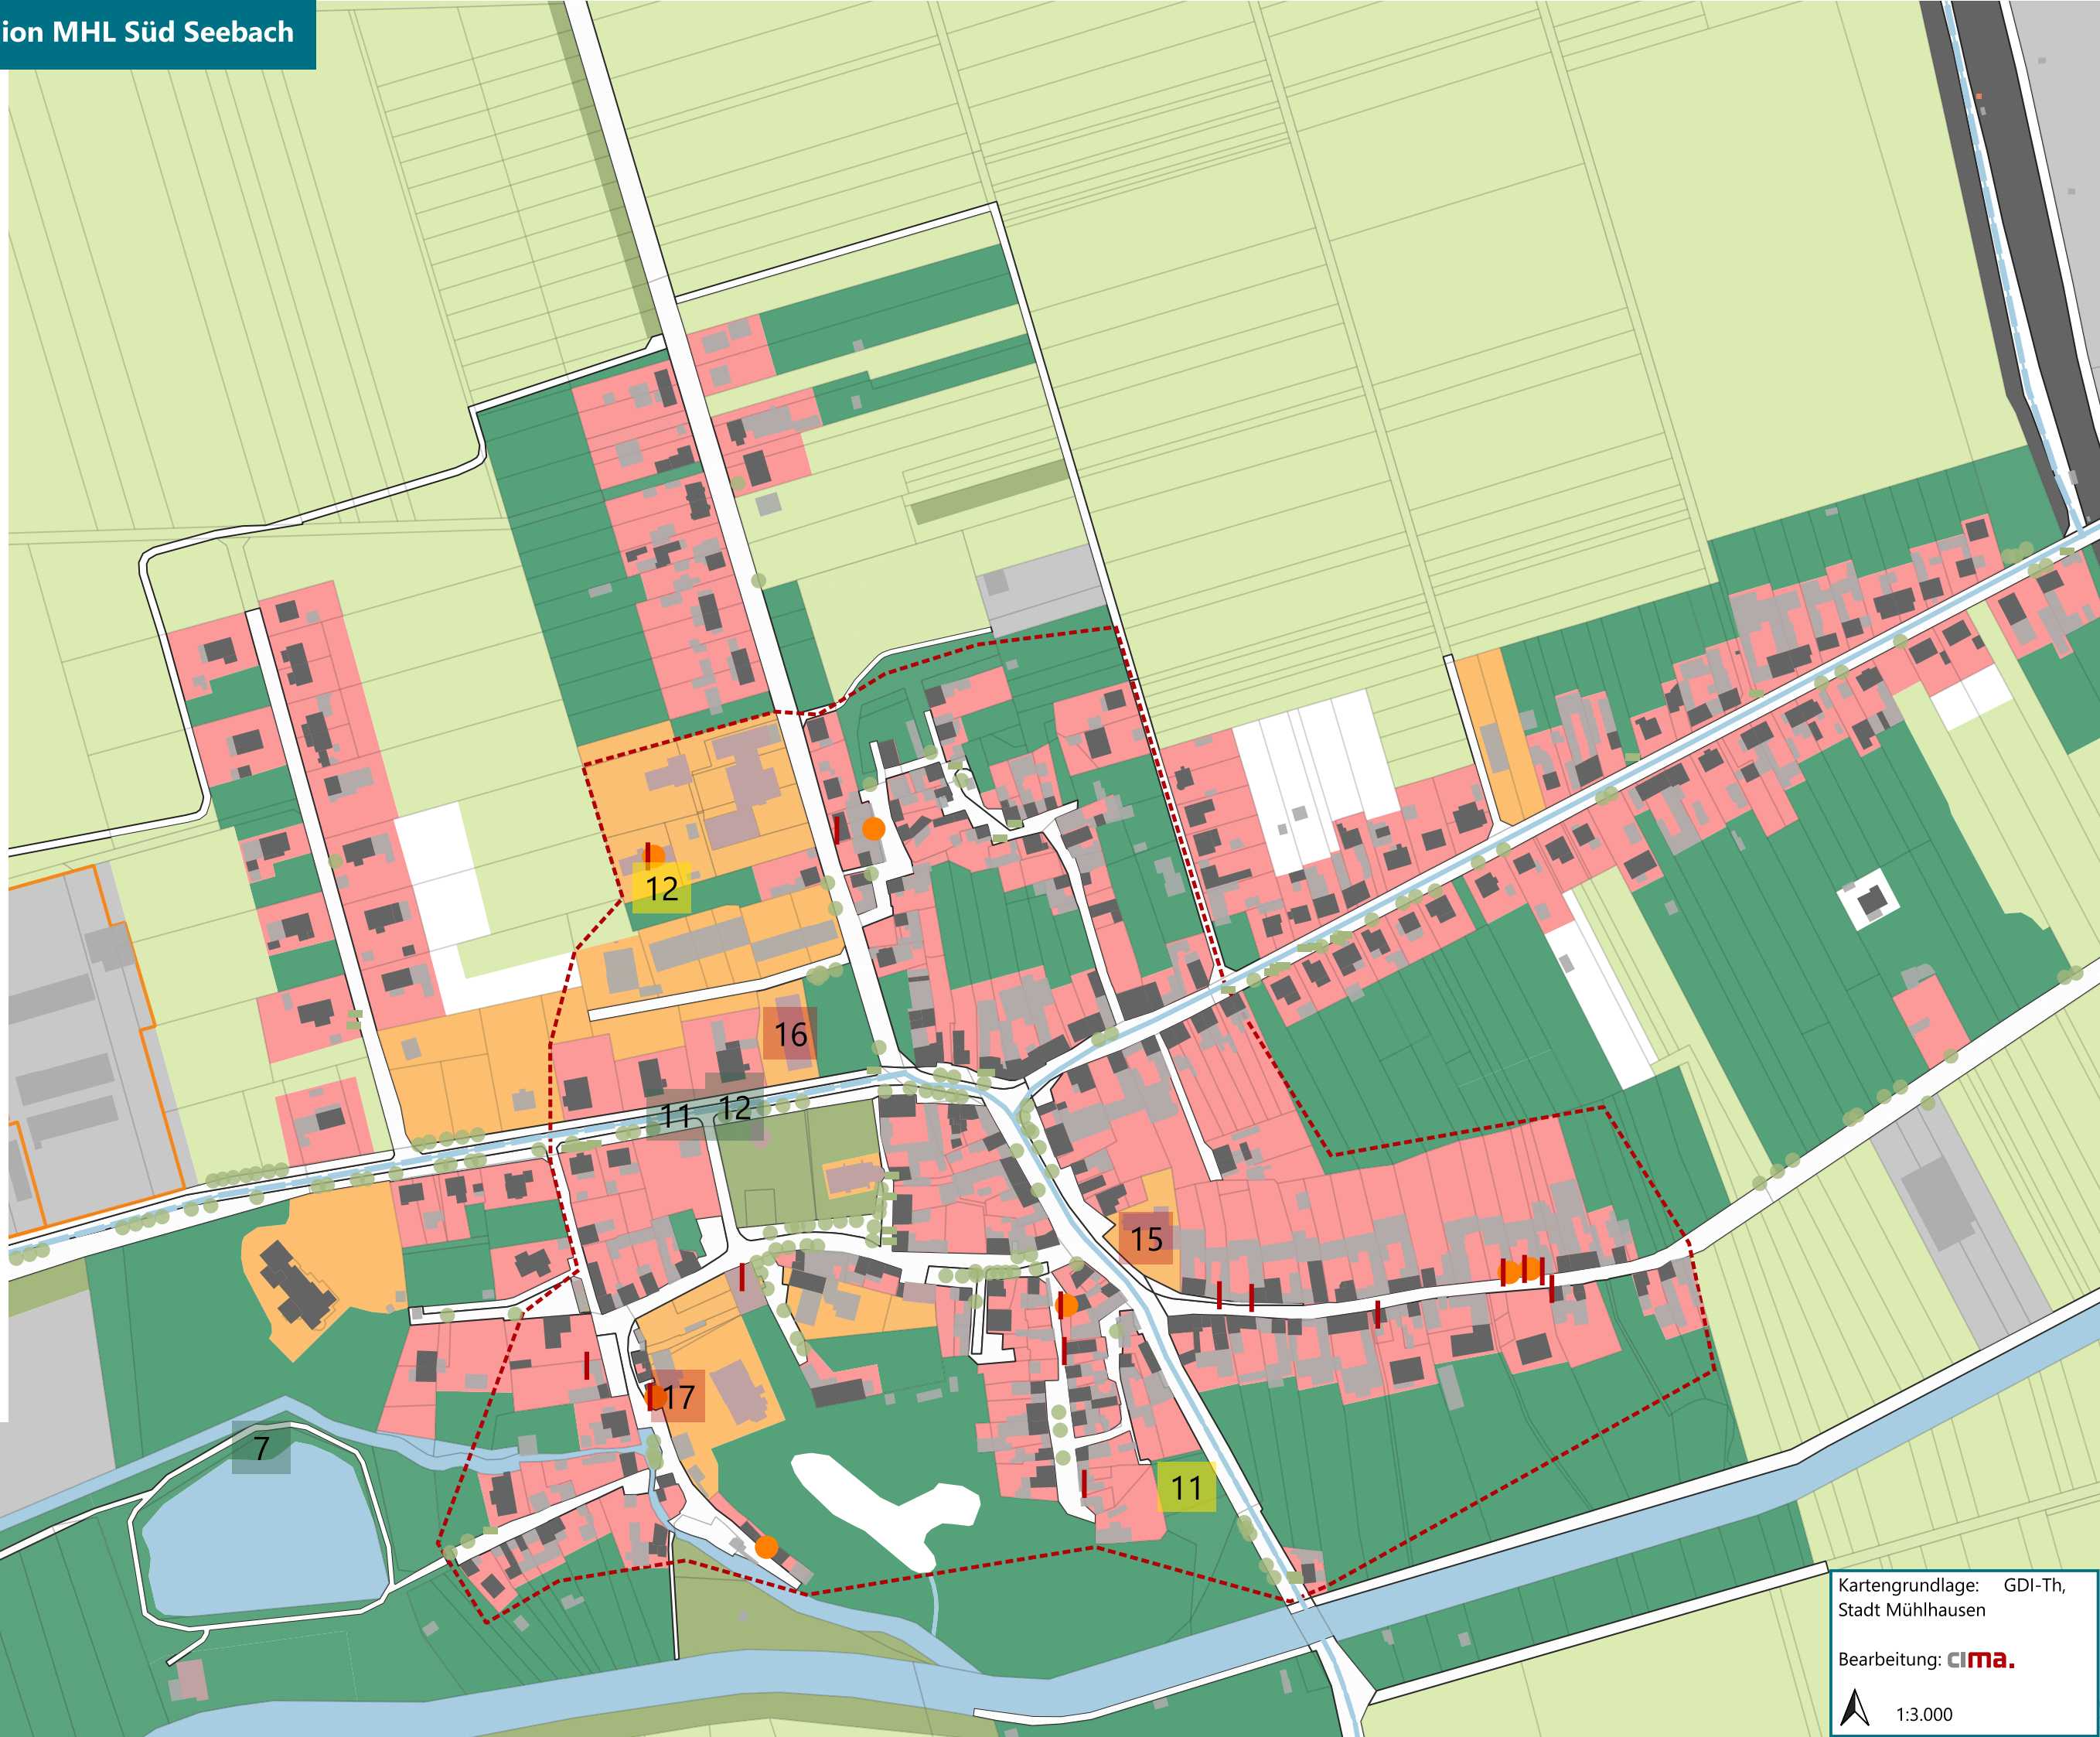 ion MHL Süd Seebach
12
16
11
12
15
17
7
11
Kartengrundlage: GDI-Th,
Stadt Mühlhausen
Bearbeitung: cima.
1:3.000